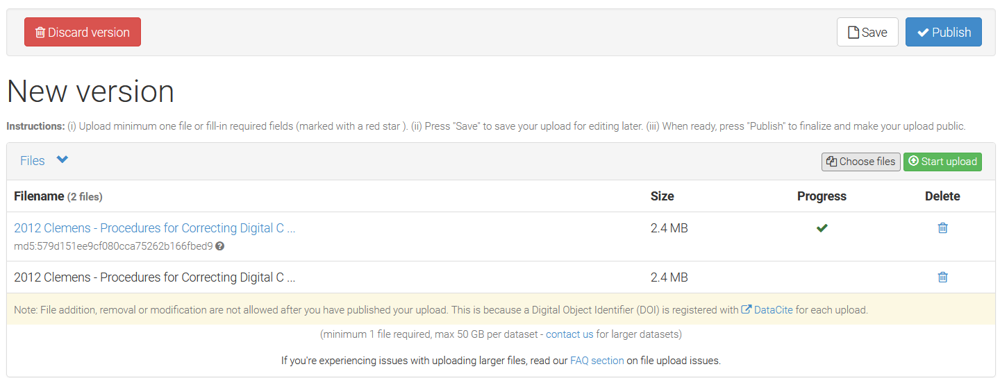 Discard version
Save
Publish
New version
Instructions: (i) Upload minimum one file or fill-in required fields (marked with a red star ). (ii) Press "Save" to save your upload for editing later. (iii) When ready, press "Publish" to finalize and make your upload public.
Files
Choose files
Start upload
Filename (2 files) Size Progress Delete
2012 Clemens - Procedures for Correcting Digital C ... 2.4 MB
md5:579d151ee9cf080cca75262b166fbed9
2012 Clemens - Procedures for Correcting Digital C ... 2.4 MB
Note: File addition, removal or modification are not allowed after you have published your upload. This is because a Digital Object Identifier (DOI) is registered with DataCite for each upload.
(minimum 1 file required, max 50 GB per dataset - contact us for larger datasets)
If you're experiencing issues with uploading larger files, read our FAQ section on file upload issues.